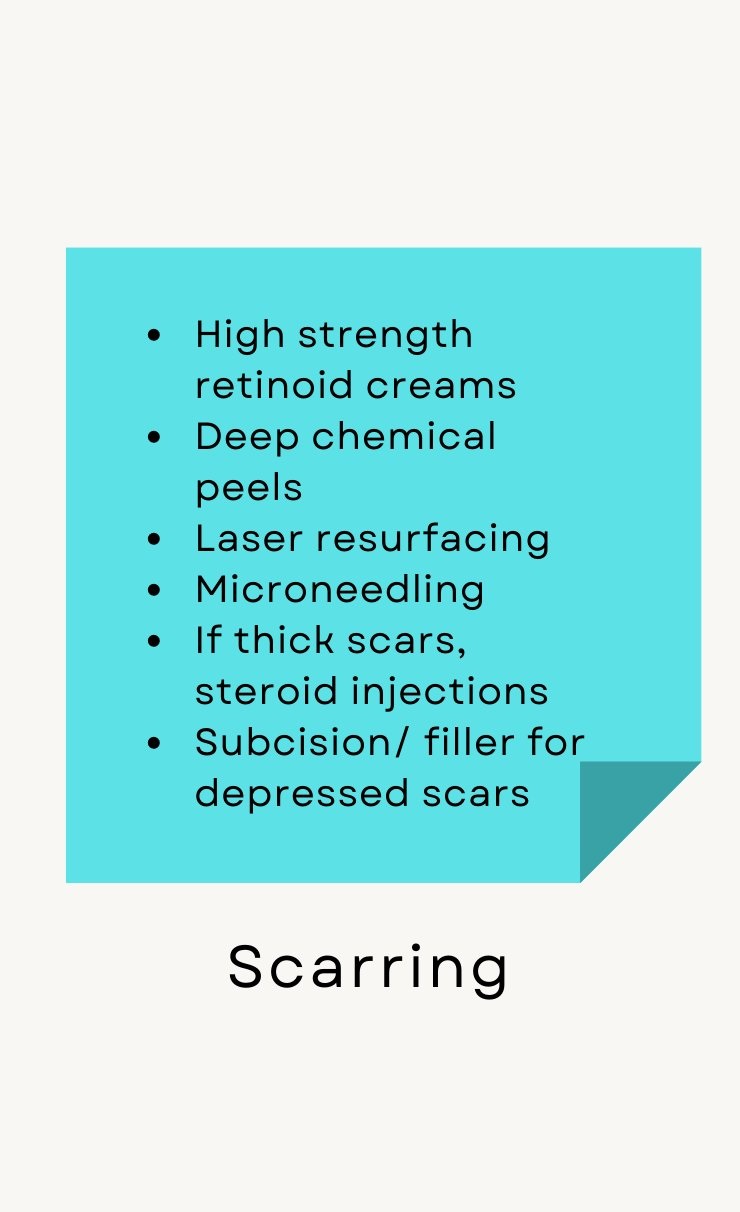 • High strength
retinoid creams
• Deep chemical
peels
• Laser resurfacing
• Microneedling
• If thick scars,
steroid injections
• Subcision/ filler for
depressed scars
Scarring